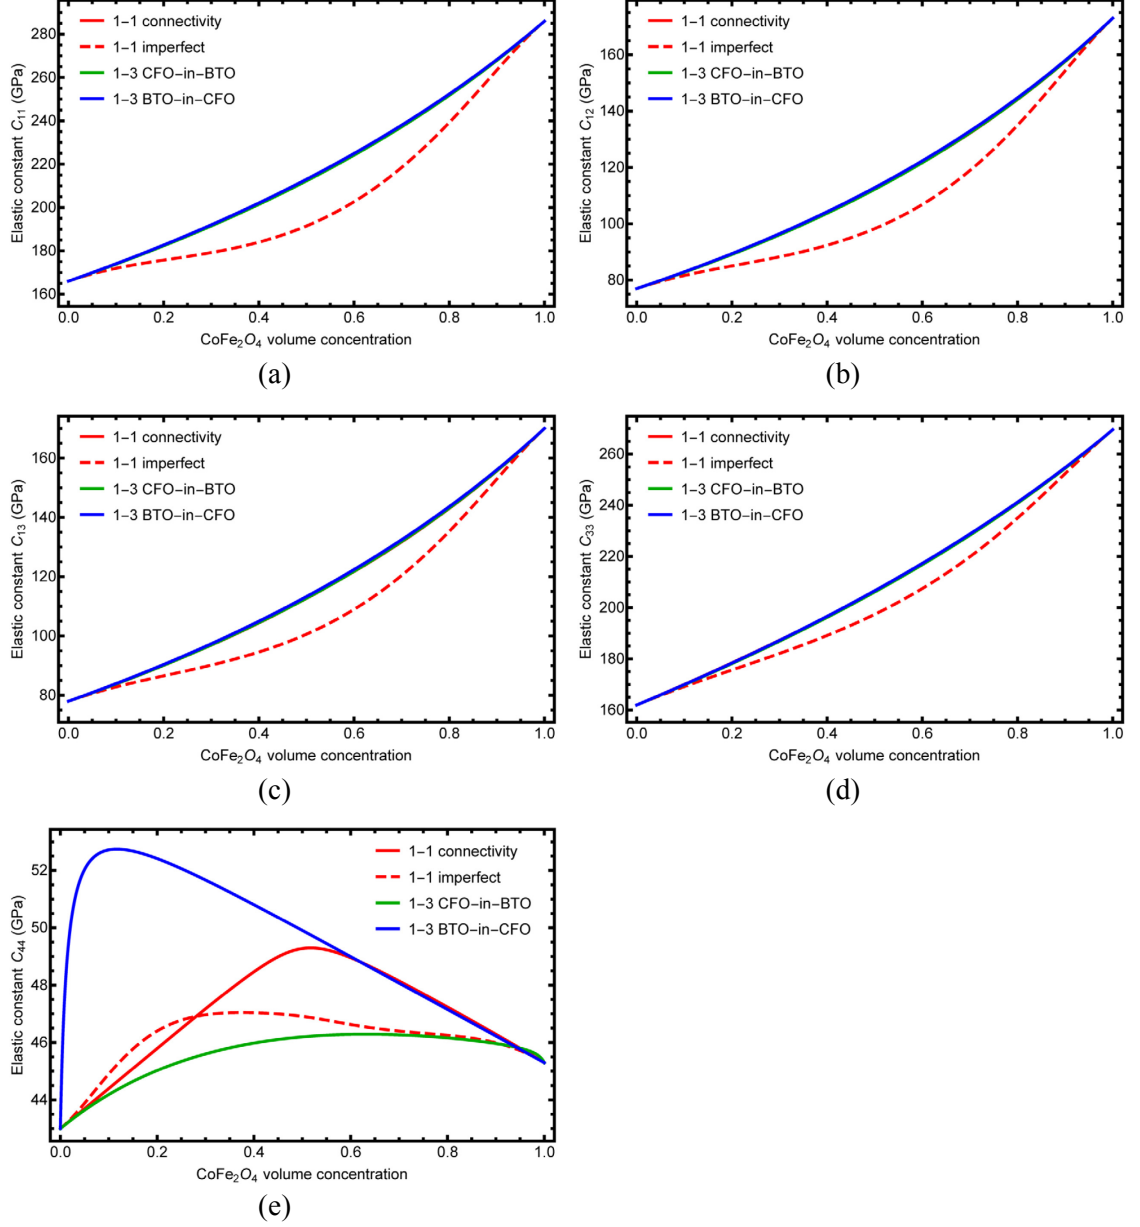 1–1 connectivity
1–1 imperfect
1–3 CFO–in–BTO
1–3 BTO–in–CFO
Elastic constant C11 (GPa)
280
260
240
220
200
180
160
0.0 0.2 0.4 0.6 0.8 1.0
CoFe2O4 volume concentration
(a)
1–1 connectivity
1–1 imperfect
1–3 CFO–in–BTO
1–3 BTO–in–CFO
Elastic constant C12 (GPa)
160
140
120
100
80
0.0 0.2 0.4 0.6 0.8 1.0
CoFe2O4 volume concentration
(b)
1–1 connectivity
1–1 imperfect
1–3 CFO–in–BTO
1–3 BTO–in–CFO
Elastic constant C13 (GPa)
160
140
120
100
80
0.0 0.2 0.4 0.6 0.8 1.0
CoFe2O4 volume concentration
(c)
1–1 connectivity
1–1 imperfect
1–3 CFO–in–BTO
1–3 BTO–in–CFO
Elastic constant C33 (GPa)
260
240
220
200
180
160
0.0 0.2 0.4 0.6 0.8 1.0
CoFe2O4 volume concentration
(d)
1–1 connectivity
1–1 imperfect
1–3 CFO–in–BTO
1–3 BTO–in–CFO
Elastic constant C44 (GPa)
52
50
48
46
44
0.0 0.2 0.4 0.6 0.8 1.0
CoFe2O4 volume concentration
(e)